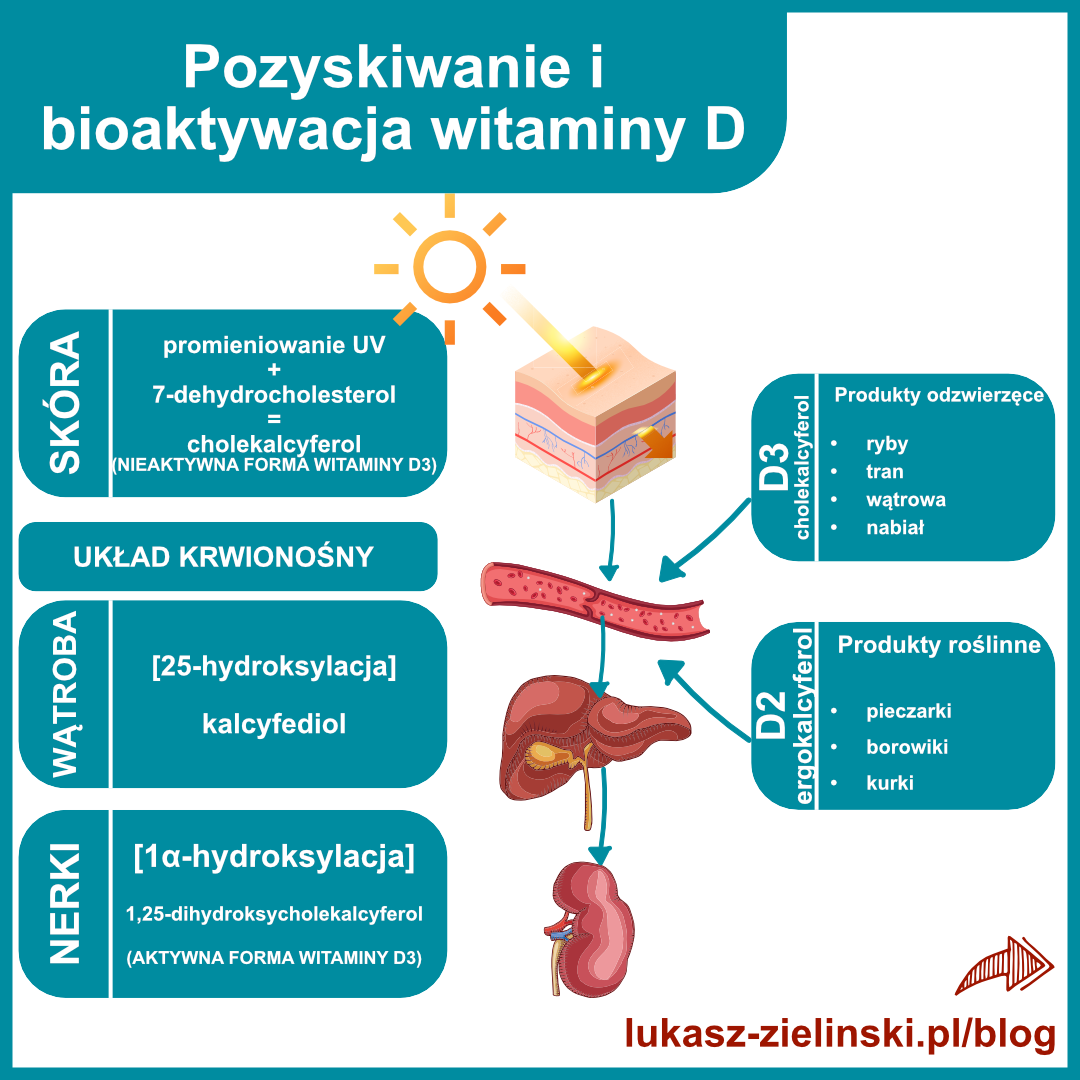 Pozyskiwanie i
bioaktywacja witaminy D
SKÓRA
promieniowanie UV
+
7-dehydrocholesterol
=
cholekalcyferol
(NIEAKTYWNA FORMA WITAMINY D3)
UKŁAD KRWIONOŚNY
WĄTROBA
[25-hydroksylacja]
kalcyfediol
NERKI
[1α-hydroksylacja]
1,25-dihydroksycholekalcyferol
(AKTYWNA FORMA WITAMINY D3)
D3
cholekalcyferol
Produkty odzwierzęce
• ryby
• tran
• wątrowa
• nabiał
D2
ergokalcyferol
Produkty roślinne
• pieczarki
• borowiki
• kurki
lukasz-zielinski.pl/blog